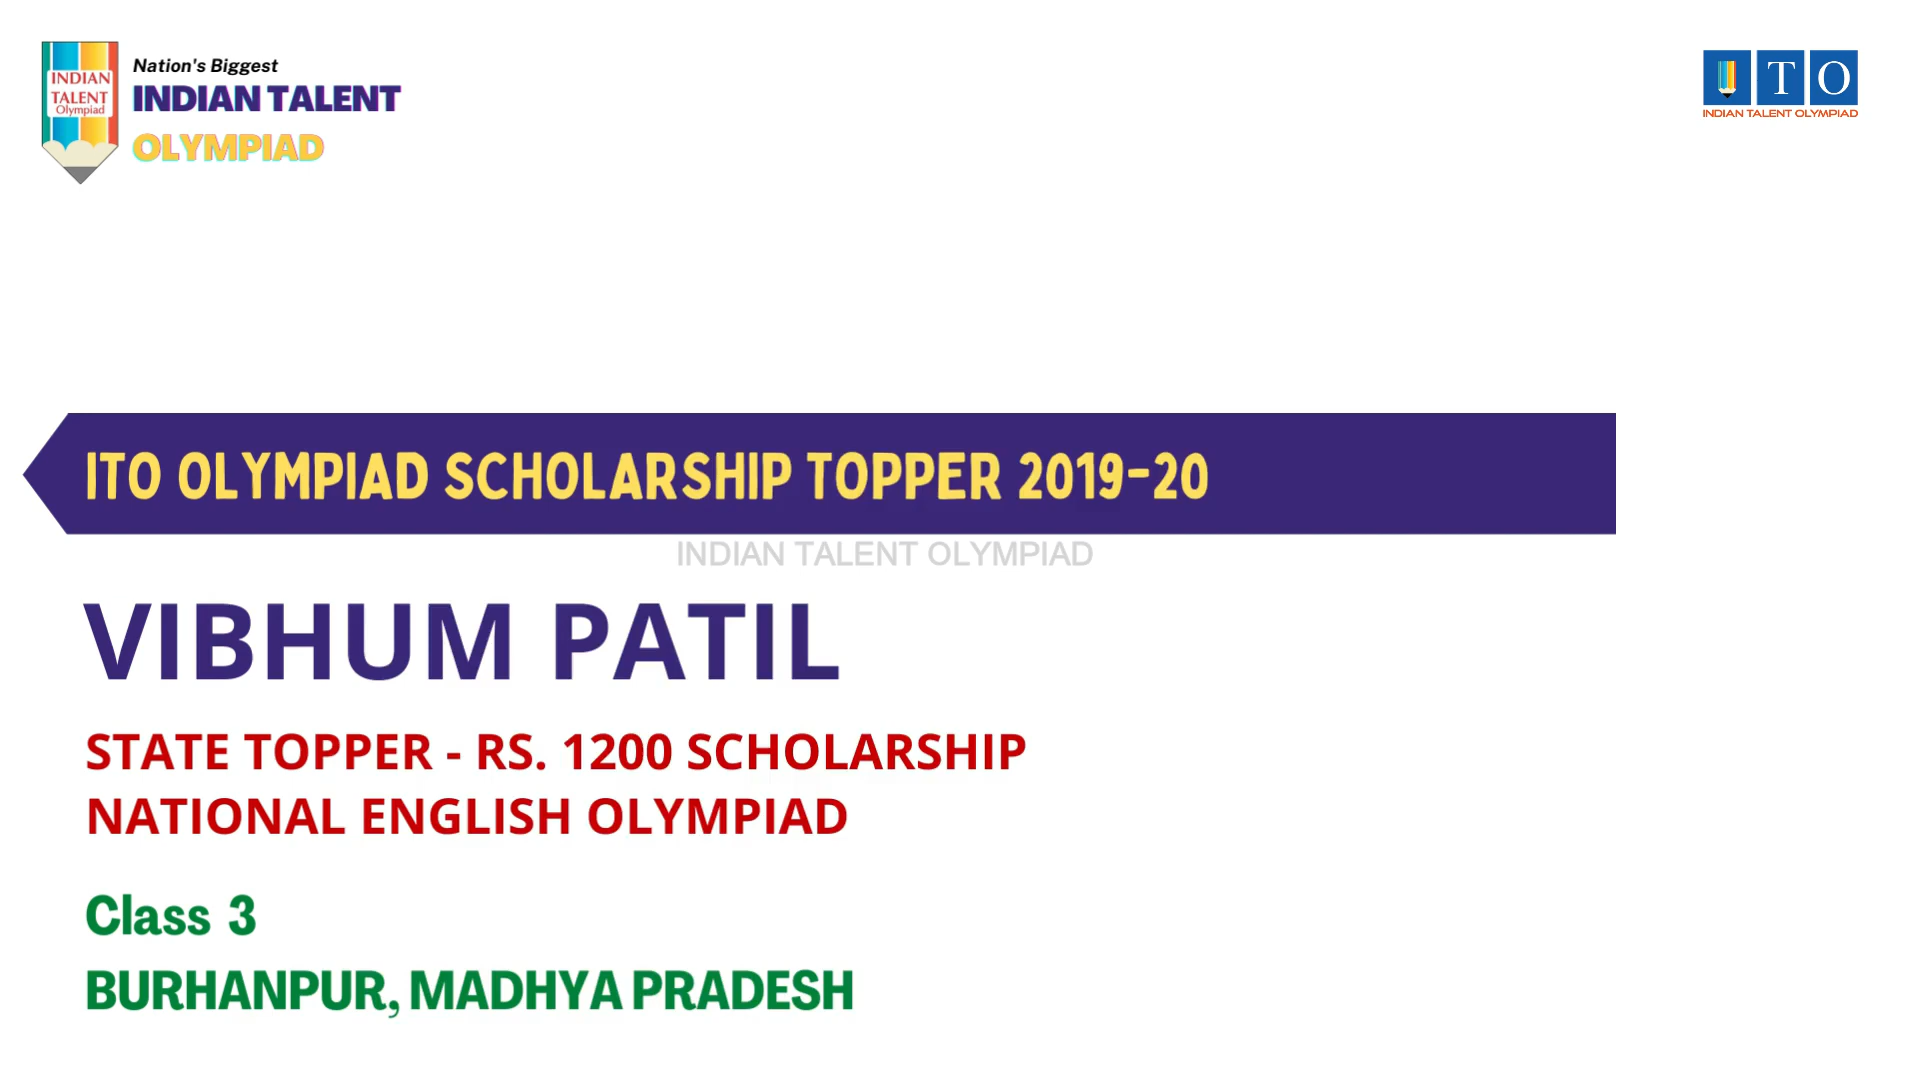 INDIAN
TALENT
Olympiad
Nation's Biggest
INDIAN TALENT
OLYMPIAD
T O
INDIAN TALENT OLYMPIAD
ITO OLYMPIAD SCHOLARSHIP TOPPER 2019-20
INDIAN TALENT OLYMPIAD
VIBHUM PATIL
STATE TOPPER - RS. 1200 SCHOLARSHIP
NATIONAL ENGLISH OLYMPIAD
Class 3
BURHANPUR, MADHYA PRADESH